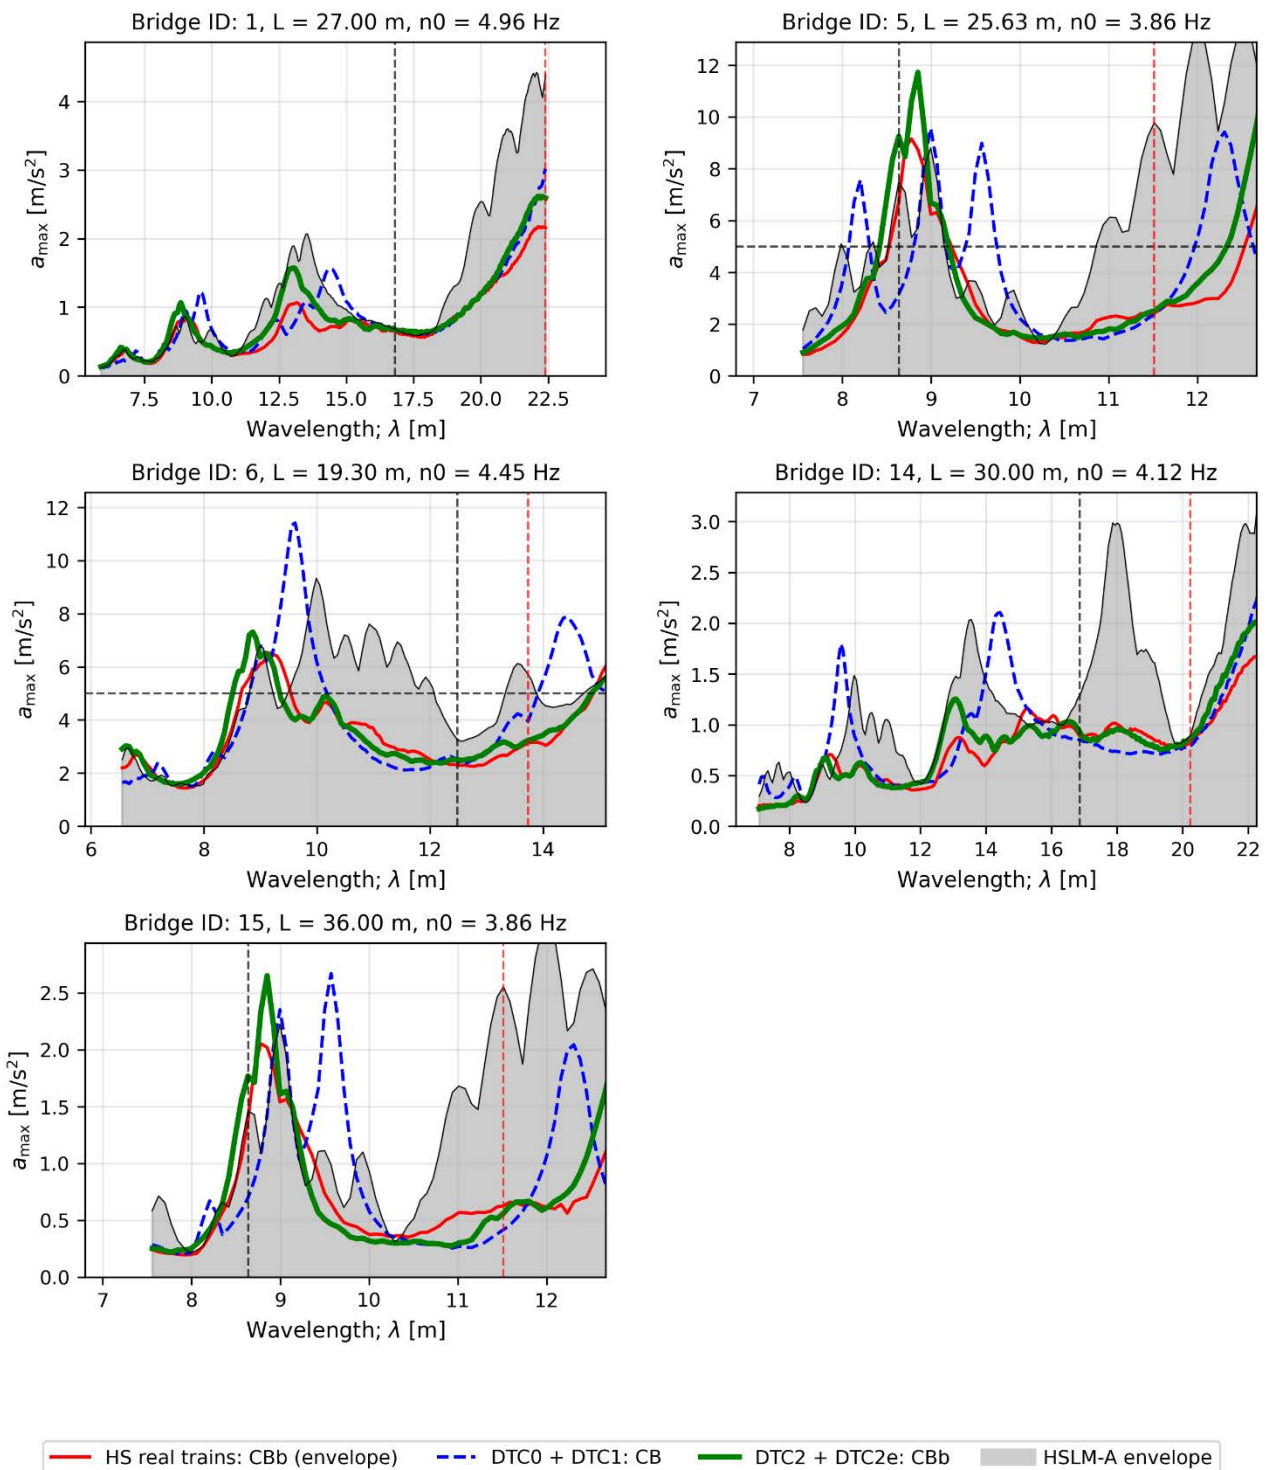 Bridge ID: 1, L = 27.00 m, n0 = 4.96 Hz
4
3
2
1
0
a_max [m/s²]
7.5 10.0 12.5 15.0 17.5 20.0 22.5
Wavelength; λ [m]
Bridge ID: 5, L = 25.63 m, n0 = 3.86 Hz
12
10
8
6
4
2
0
a_max [m/s²]
7 8 9 10 11 12
Wavelength; λ [m]
Bridge ID: 6, L = 19.30 m, n0 = 4.45 Hz
12
10
8
6
4
2
0
a_max [m/s²]
6 8 10 12 14
Wavelength; λ [m]
Bridge ID: 14, L = 30.00 m, n0 = 4.12 Hz
3.0
2.5
2.0
1.5
1.0
0.5
0.0
a_max [m/s²]
8 10 12 14 16 18 20 22
Wavelength; λ [m]
Bridge ID: 15, L = 36.00 m, n0 = 3.86 Hz
2.5
2.0
1.5
1.0
0.5
0.0
a_max [m/s²]
7 8 9 10 11 12
Wavelength; λ [m]
HS real trains: CBb (envelope) DTC0 + DTC1: CB DTC2 + DTC2e: CBb HSLM-A envelope